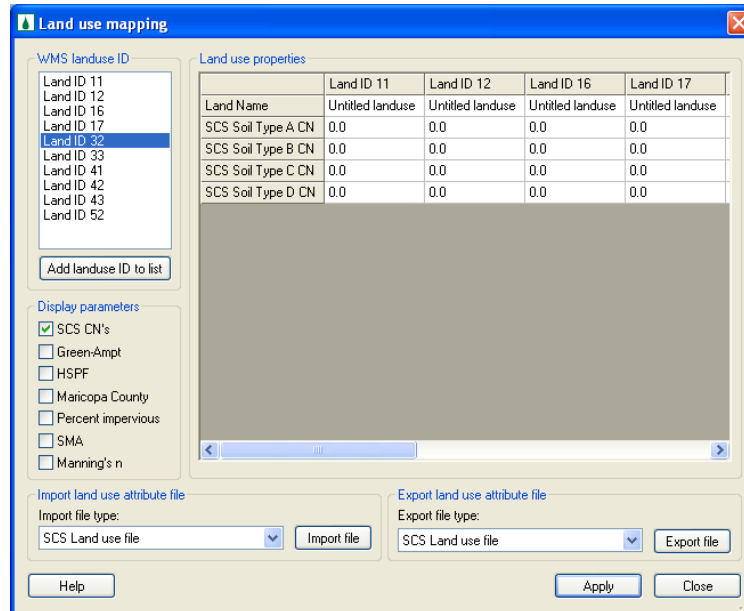 Land use mapping
WMS landuse ID
Land ID 11
Land ID 12
Land ID 16
Land ID 17
Land ID 32
Land ID 33
Land ID 41
Land ID 42
Land ID 43
Land ID 52
Add landuse ID to list
Display parameters
SCS CN's
Green-Ampt
HSPF
Maricopa County
Percent impervious
SMA
Manning's n
Land use properties
Land ID 11 Land ID 12 Land ID 16 Land ID 17
Land Name Untitled landuse Untitled landuse Untitled landuse Untitled landuse
SCS Soil Type A CN 0.0 0.0 0.0 0.0
SCS Soil Type B CN 0.0 0.0 0.0 0.0
SCS Soil Type C CN 0.0 0.0 0.0 0.0
SCS Soil Type D CN 0.0 0.0 0.0 0.0
Import land use attribute file
Import file type:
SCS Land use file Import file
Export land use attribute file
Export file type:
SCS Land use file Export file
Help Apply Close